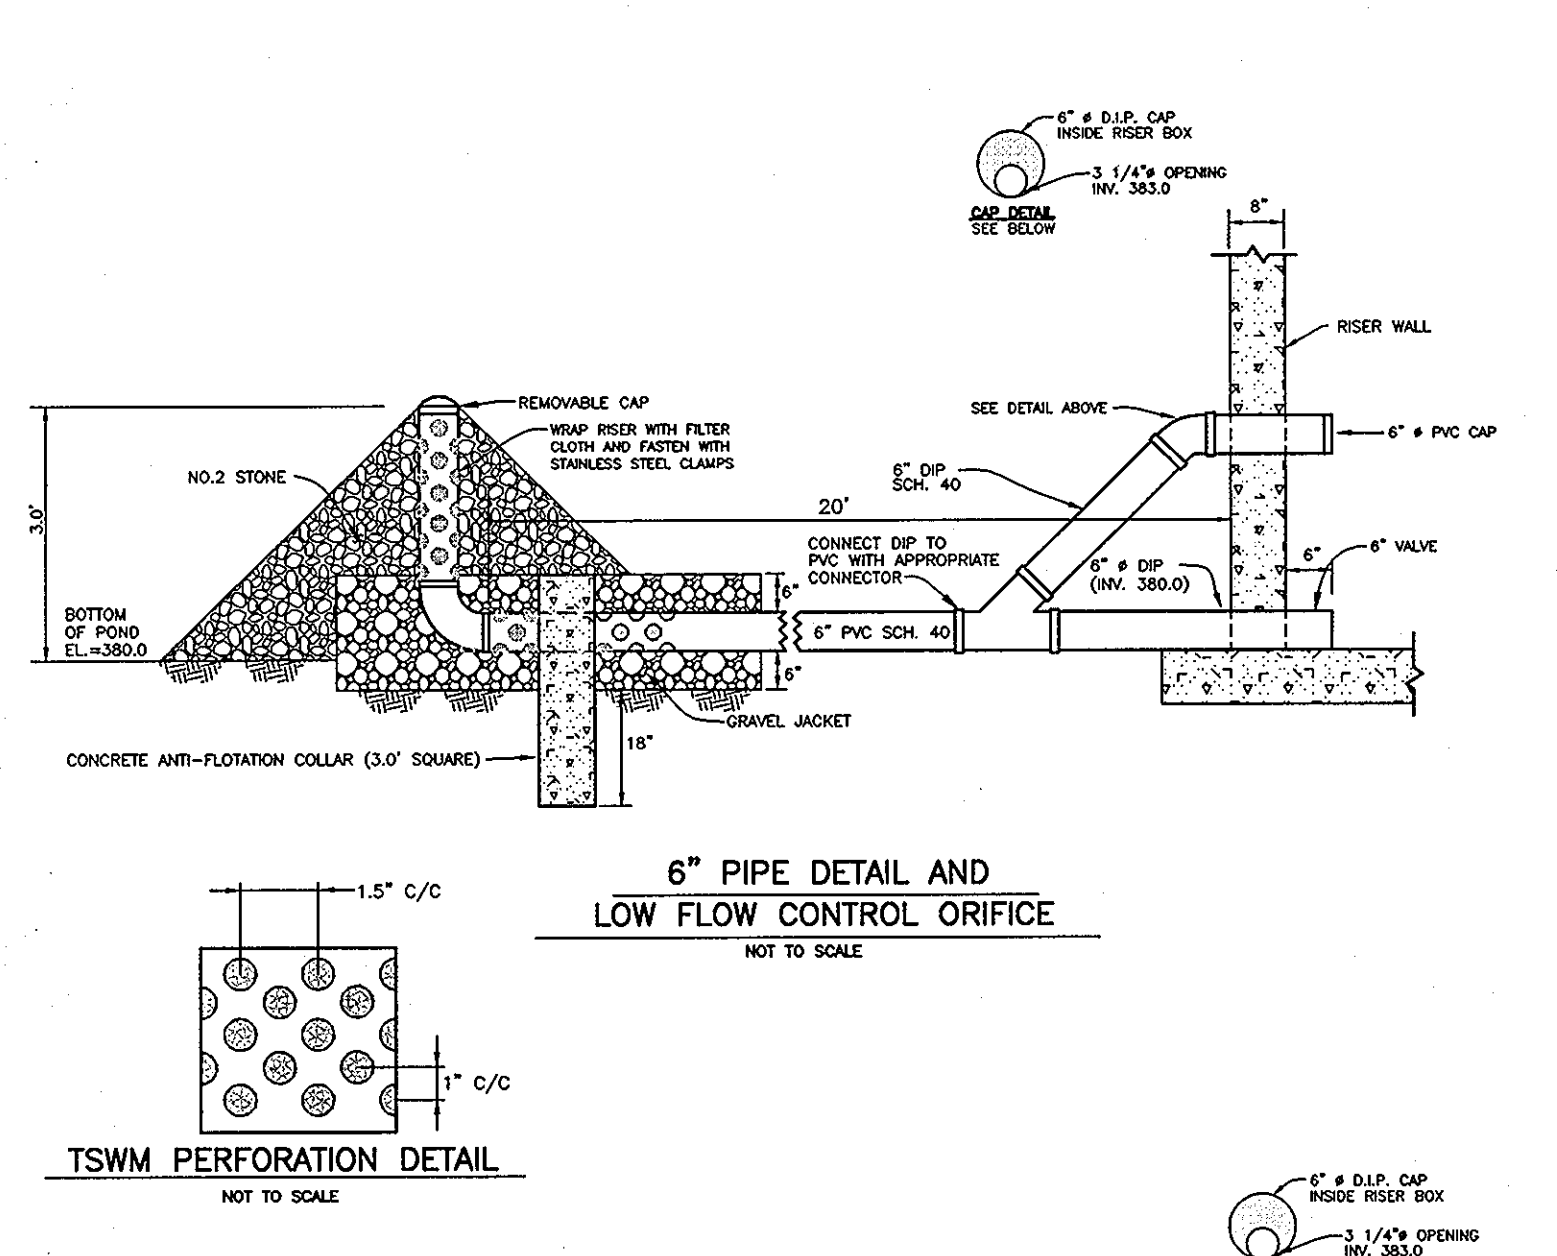 6" ø D.I.P. CAP
INSIDE RISER BOX
3 1/4"ø OPENING
INV. 383.0
CAP DETAIL
SEE BELOW
8"
RISER WALL
REMOVABLE CAP
SEE DETAIL ABOVE
6" ø PVC CAP
WRAP RISER WITH FILTER
CLOTH AND FASTEN WITH
STAINLESS STEEL CLAMPS
NO.2 STONE
6" DIP
SCH. 40
3.0'
20'
CONNECT DIP TO
PVC WITH APPROPRIATE
CONNECTOR
6" ø DIP
(INV. 380.0)
6"
6" VALVE
6"
BOTTOM
OF POND
EL.=380.0
6" PVC SCH. 40
6"
GRAVEL JACKET
18"
CONCRETE ANTI-FLOTATION COLLAR (3.0' SQUARE)
6" PIPE DETAIL AND
LOW FLOW CONTROL ORIFICE
NOT TO SCALE
1.5" C/C
1" C/C
TSWM PERFORATION DETAIL
NOT TO SCALE
6" ø D.I.P. CAP
INSIDE RISER BOX
3 1/4"ø OPENING
INV. 383.0